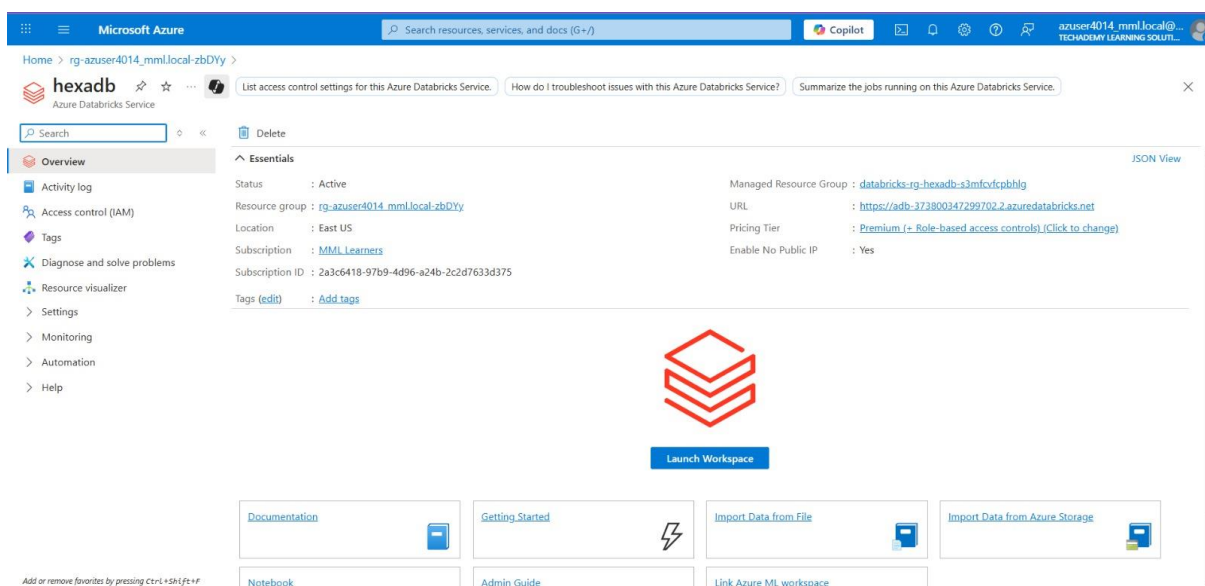 Microsoft Azure
Search resources, services, and docs (G+/)
Copilot
azuser4014_mml.local@...
TECHADEMY LEARNING SOLUTI...
Home > rg-azuser4014_mml.local-zbDYy >
hexadb
Azure Databricks Service
List access control settings for this Azure Databricks Service.
How do I troubleshoot issues with this Azure Databricks Service?
Summarize the jobs running on this Azure Databricks Service.
Search
Overview
Activity log
Access control (IAM)
Tags
Diagnose and solve problems
Resource visualizer
Settings
Monitoring
Automation
Help
Delete
Essentials
JSON View
Status : Active
Resource group : rg-azuser4014_mml.local-zbDYy
Location : East US
Subscription : MML Learners
Subscription ID : 2a3c6418-97b9-4d96-a24b-2c2d7633d375
Tags (edit) : Add tags
Managed Resource Group : databricks-rg-hexadb-s3mfcvfcpbhlg
URL : https://adb-373800347299702.2.azuredatabricks.net
Pricing Tier : Premium (+ Role-based access controls) (Click to change)
Enable No Public IP : Yes
Launch Workspace
Documentation
Getting Started
Import Data from File
Import Data from Azure Storage
Notebook
Admin Guide
Link Azure ML workspace
Add or remove favorites by pressing Ctrl+Shift+F